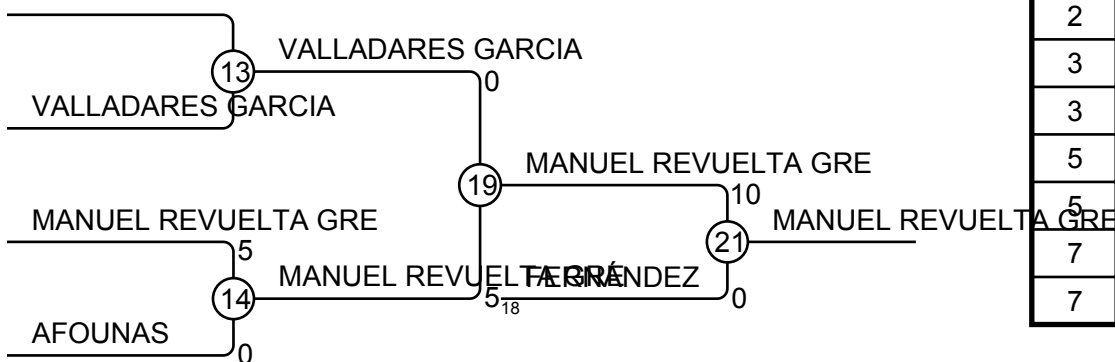 2
VALLADARES GARCIA
13
0
3
VALLADARES GARCIA
3
MANUEL REVUELTA GRE
5
19
10
MANUEL REVUELTA GRE
5
MANUEL REVUELTA GRE
5
21
7
MANUEL REVUELTA GRE
FERNÁNDEZ
14
5
18
0
7
AFOUNAS
0